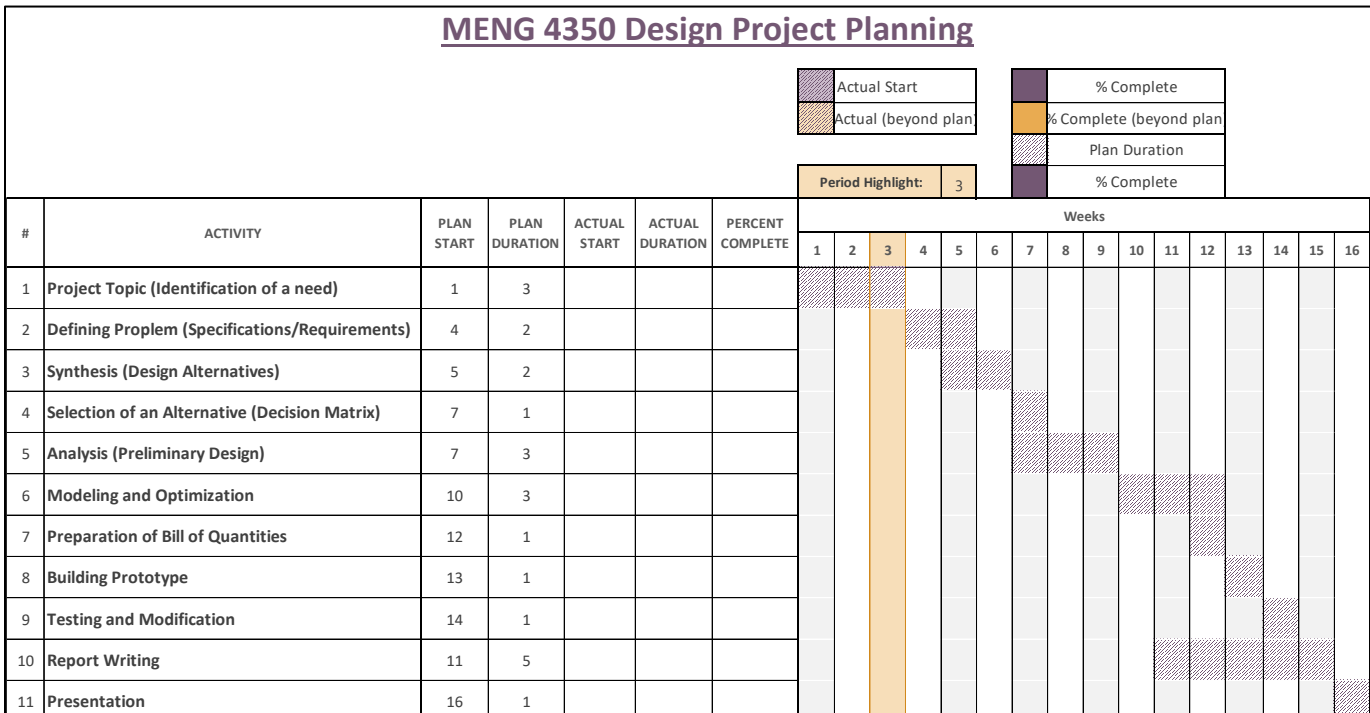 MENG 4350 Design Project Planning
Actual Start % Complete
Actual (beyond plan) % Complete (beyond plan
Plan Duration
Period Highlight: 3 % Complete
# ACTIVITY PLAN START PLAN DURATION ACTUAL START ACTUAL DURATION PERCENT COMPLETE Weeks
1 2 3 4 5 6 7 8 9 10 11 12 13 14 15 16
1 Project Topic (Identification of a need) 1 3
2 Defining Proplem (Specifications/Requirements) 4 2
3 Synthesis (Design Alternatives) 5 2
4 Selection of an Alternative (Decision Matrix) 7 1
5 Analysis (Preliminary Design) 7 3
6 Modeling and Optimization 10 3
7 Preparation of Bill of Quantities 12 1
8 Building Prototype 13 1
9 Testing and Modification 14 1
10 Report Writing 11 5
11 Presentation 16 1